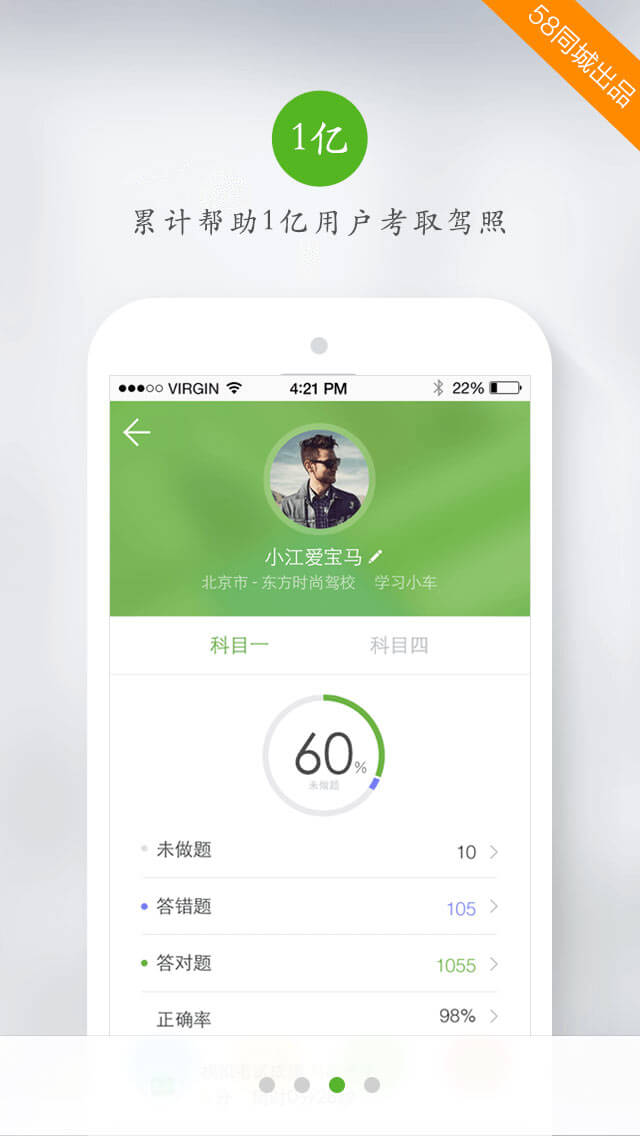 58同城出品
1亿
累计帮助1亿用户考取驾照
VIRGIN 4:21 PM 22%
小江爱宝马
北京市 - 东方时尚驾校 学习小车
科目一 科目四
60%
未做题
未做题 10
答错题 105
答对题 1055
正确率 98%